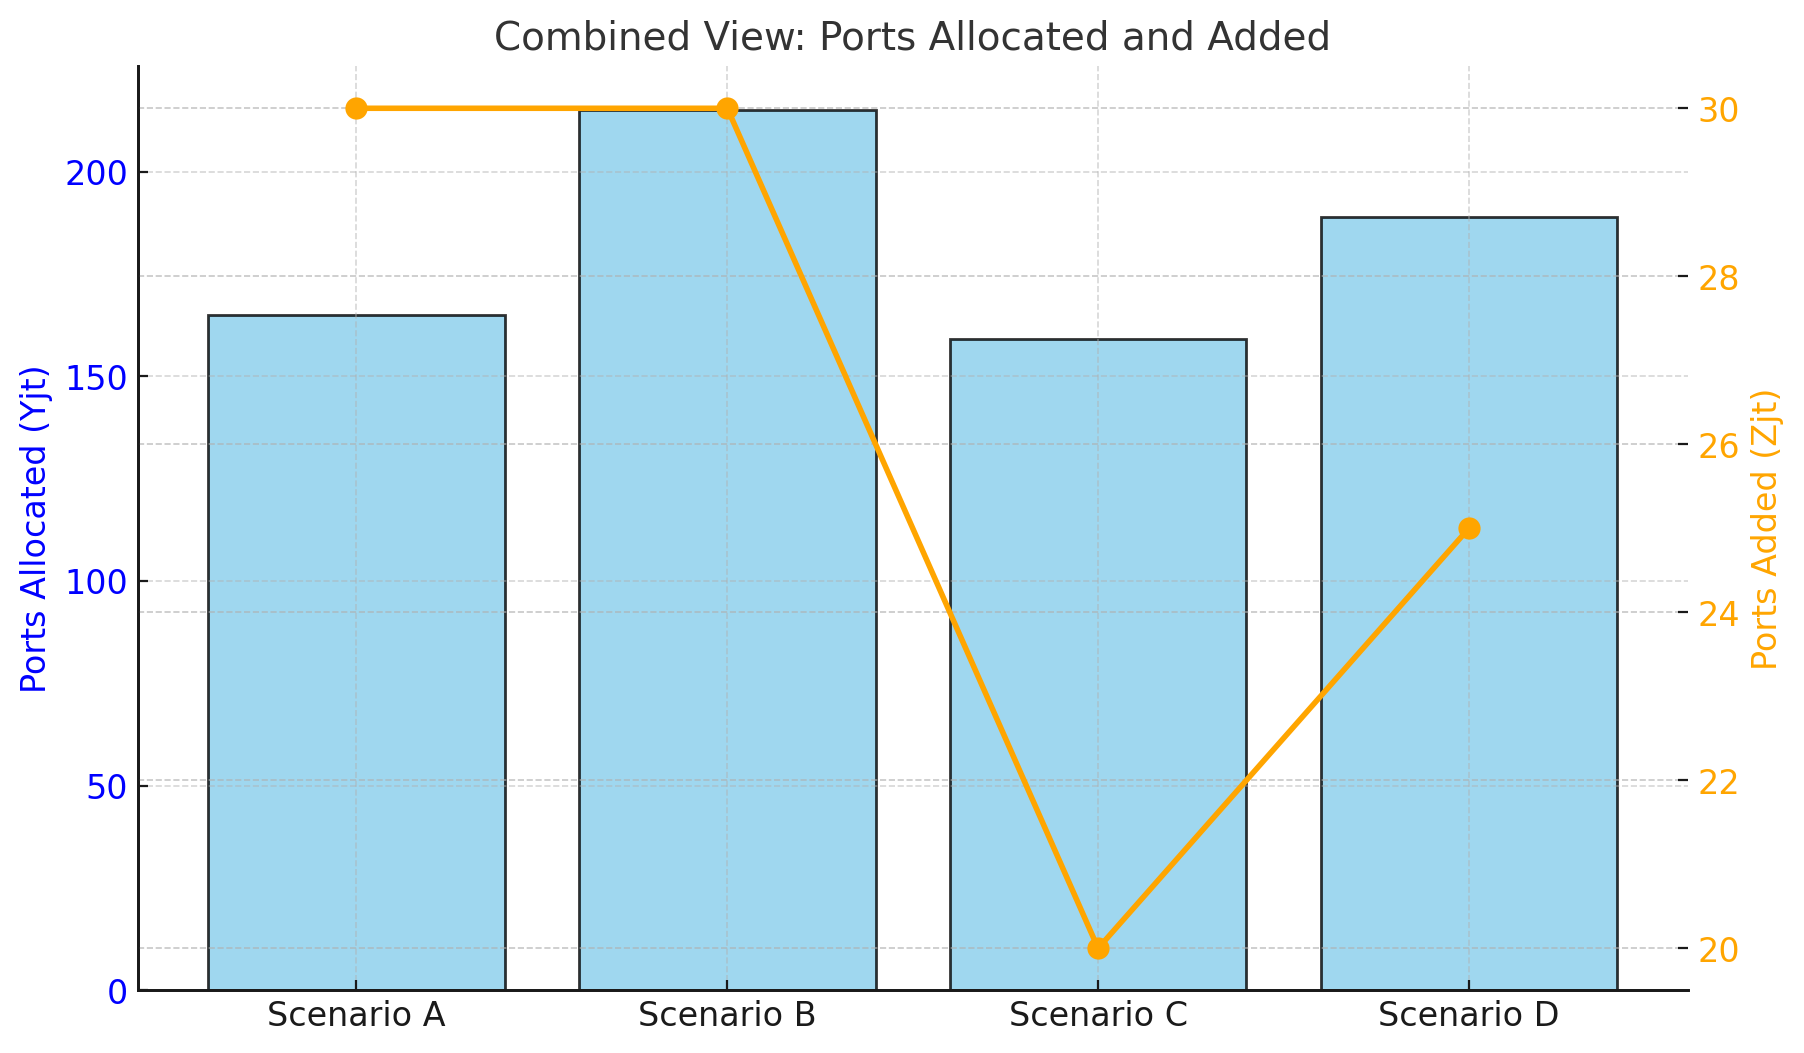 Combined View: Ports Allocated and Added
Ports Allocated (Yjt)
200
150
100
50
0
30
28
26
24
22
20
Ports Added (Zjt)
Scenario A
Scenario B
Scenario C
Scenario D